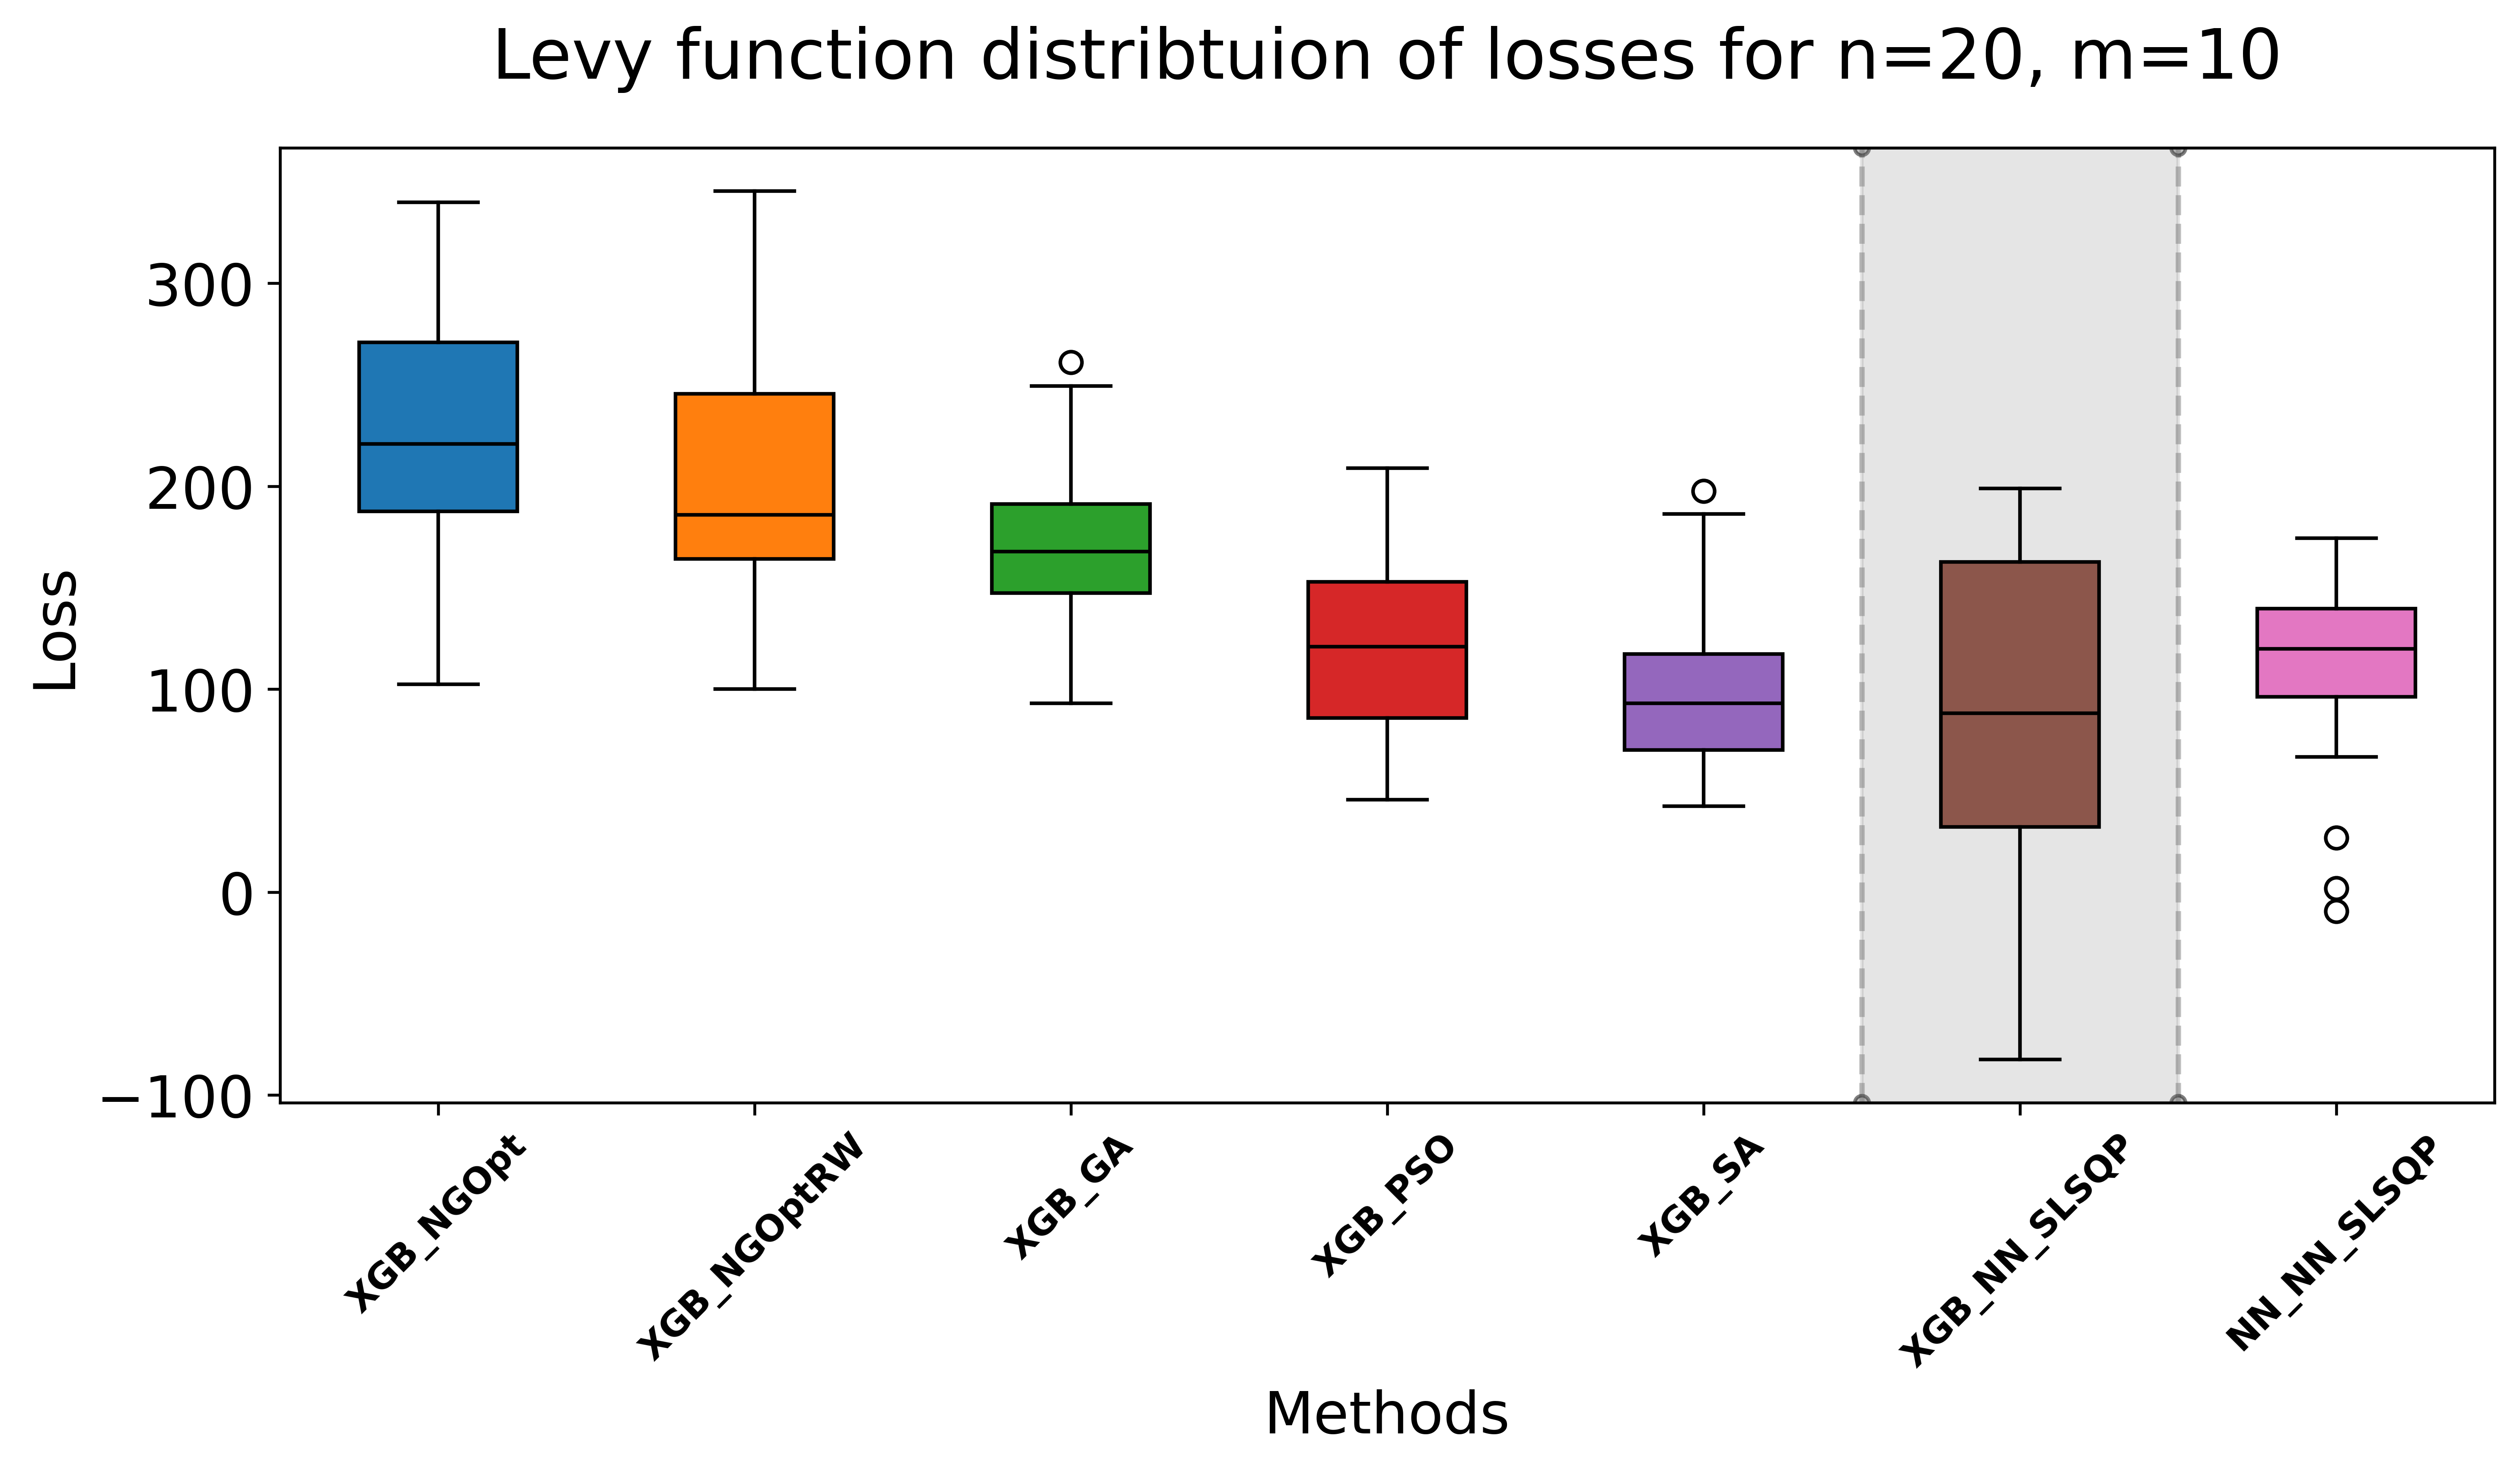 Levy function distribtuion of losses for n=20, m=10
Loss
300
200
100
0
−100
XGB_NGOpt
XGB_NGOptRW
XGB_GA
XGB_PSO
XGB_SA
XGB_NN_SLSQP
NN_NN_SLSQP
Methods